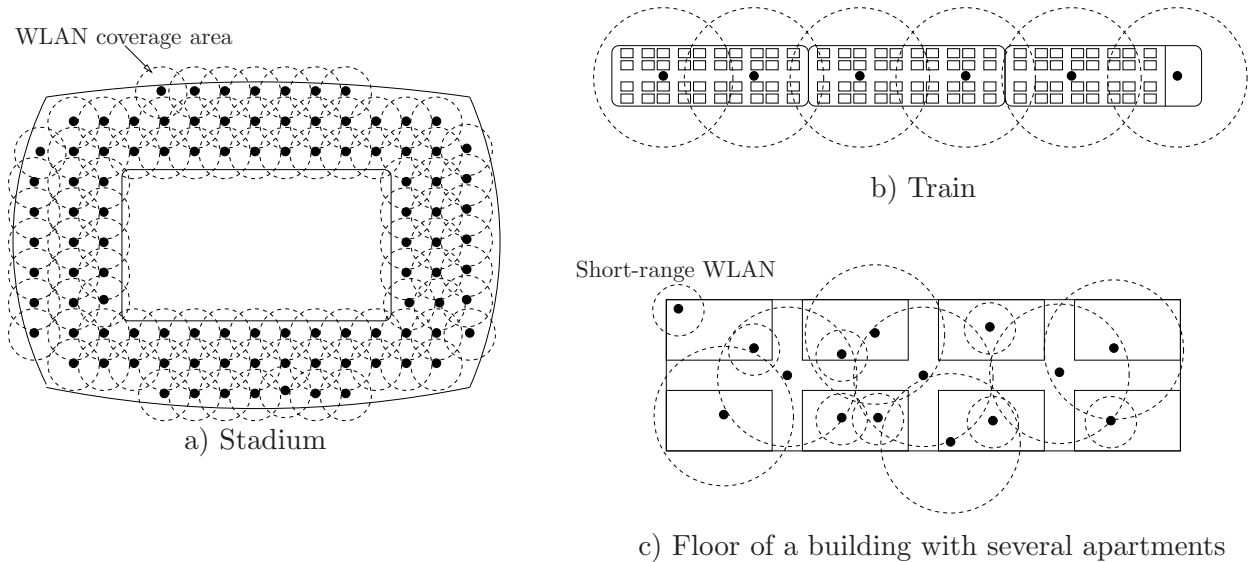 WLAN coverage area
a) Stadium
b) Train
Short-range WLAN
c) Floor of a building with several apartments